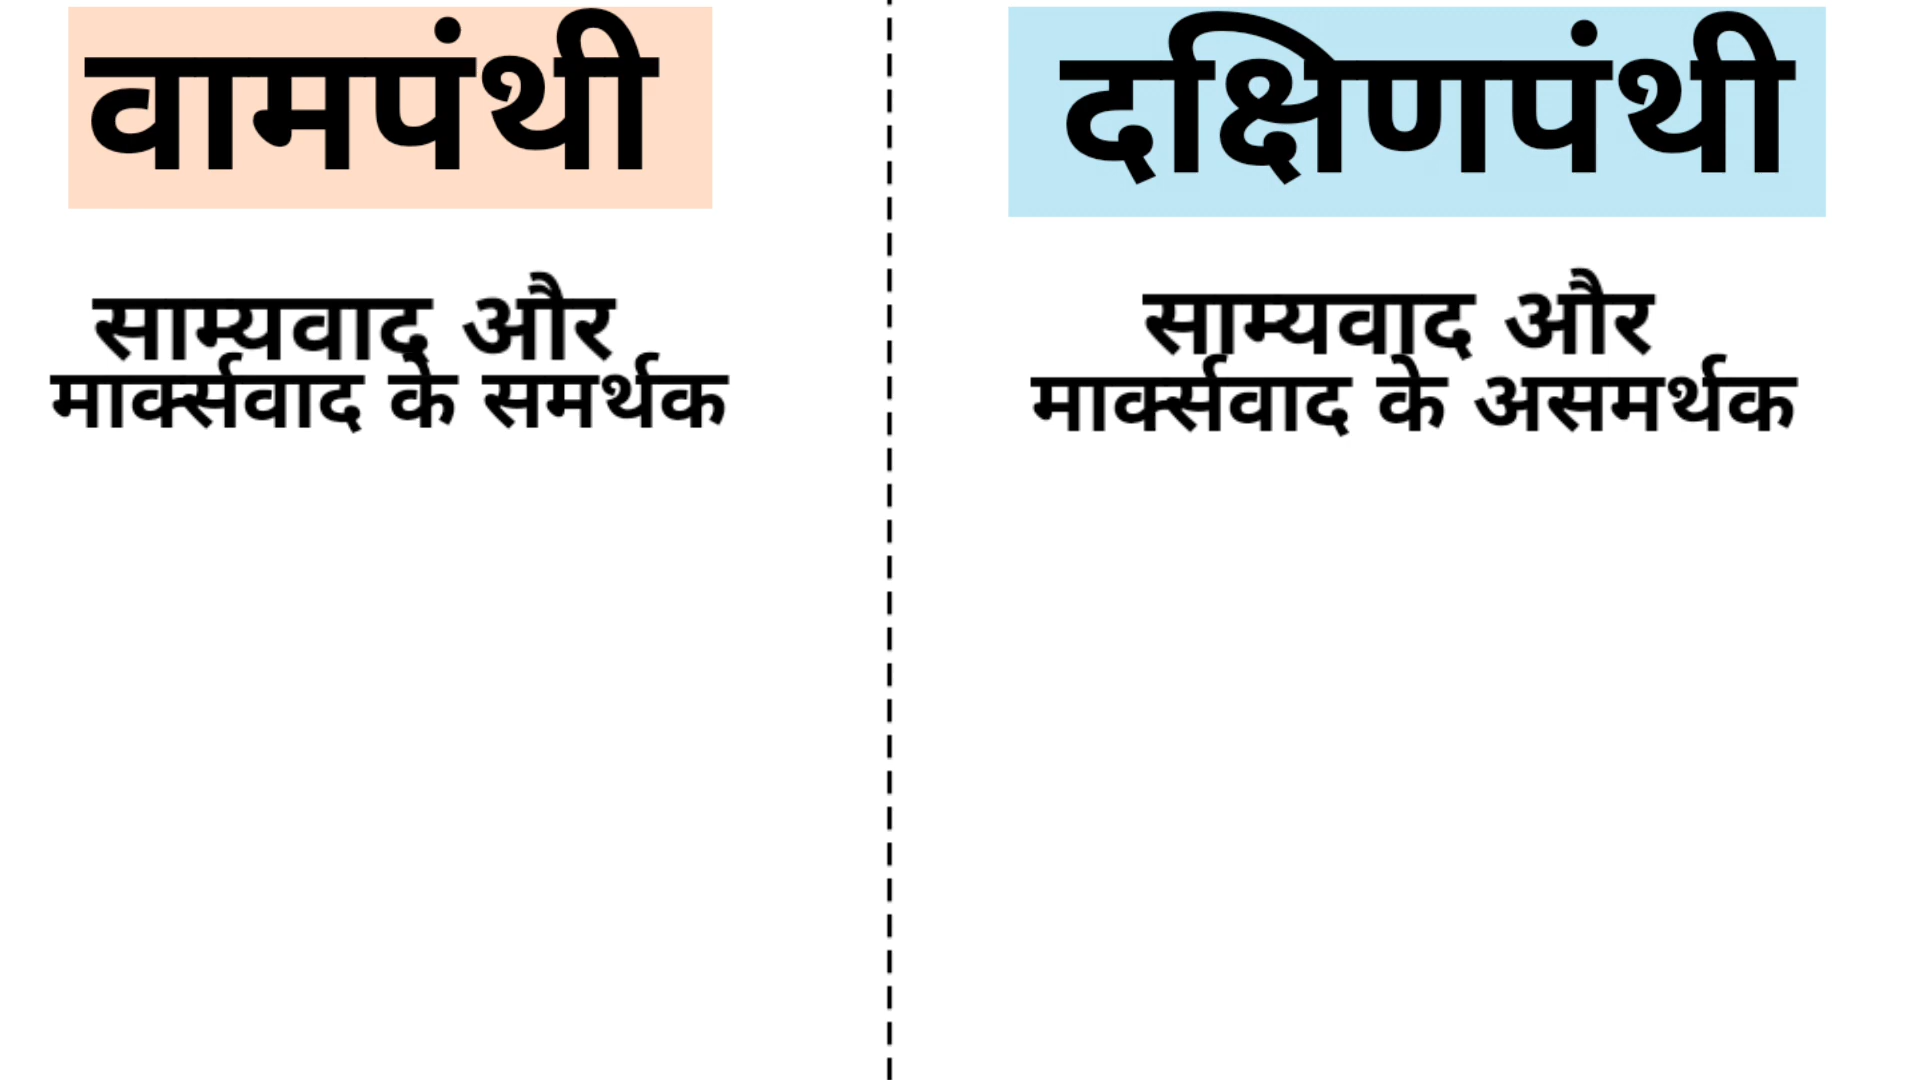 वामपंथी
साम्यवाद और
मार्क्सवाद के समर्थक
दक्षिणपंथी
साम्यवाद और
मार्क्सवाद के असमर्थक